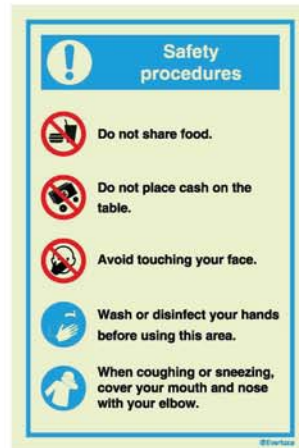 Safety
procedures
Do not share food.
Do not place cash on the
table.
Avoid touching your face.
Wash or disinfect your hands
before using this area.
When coughing or sneezing,
cover your mouth and nose
with your elbow.